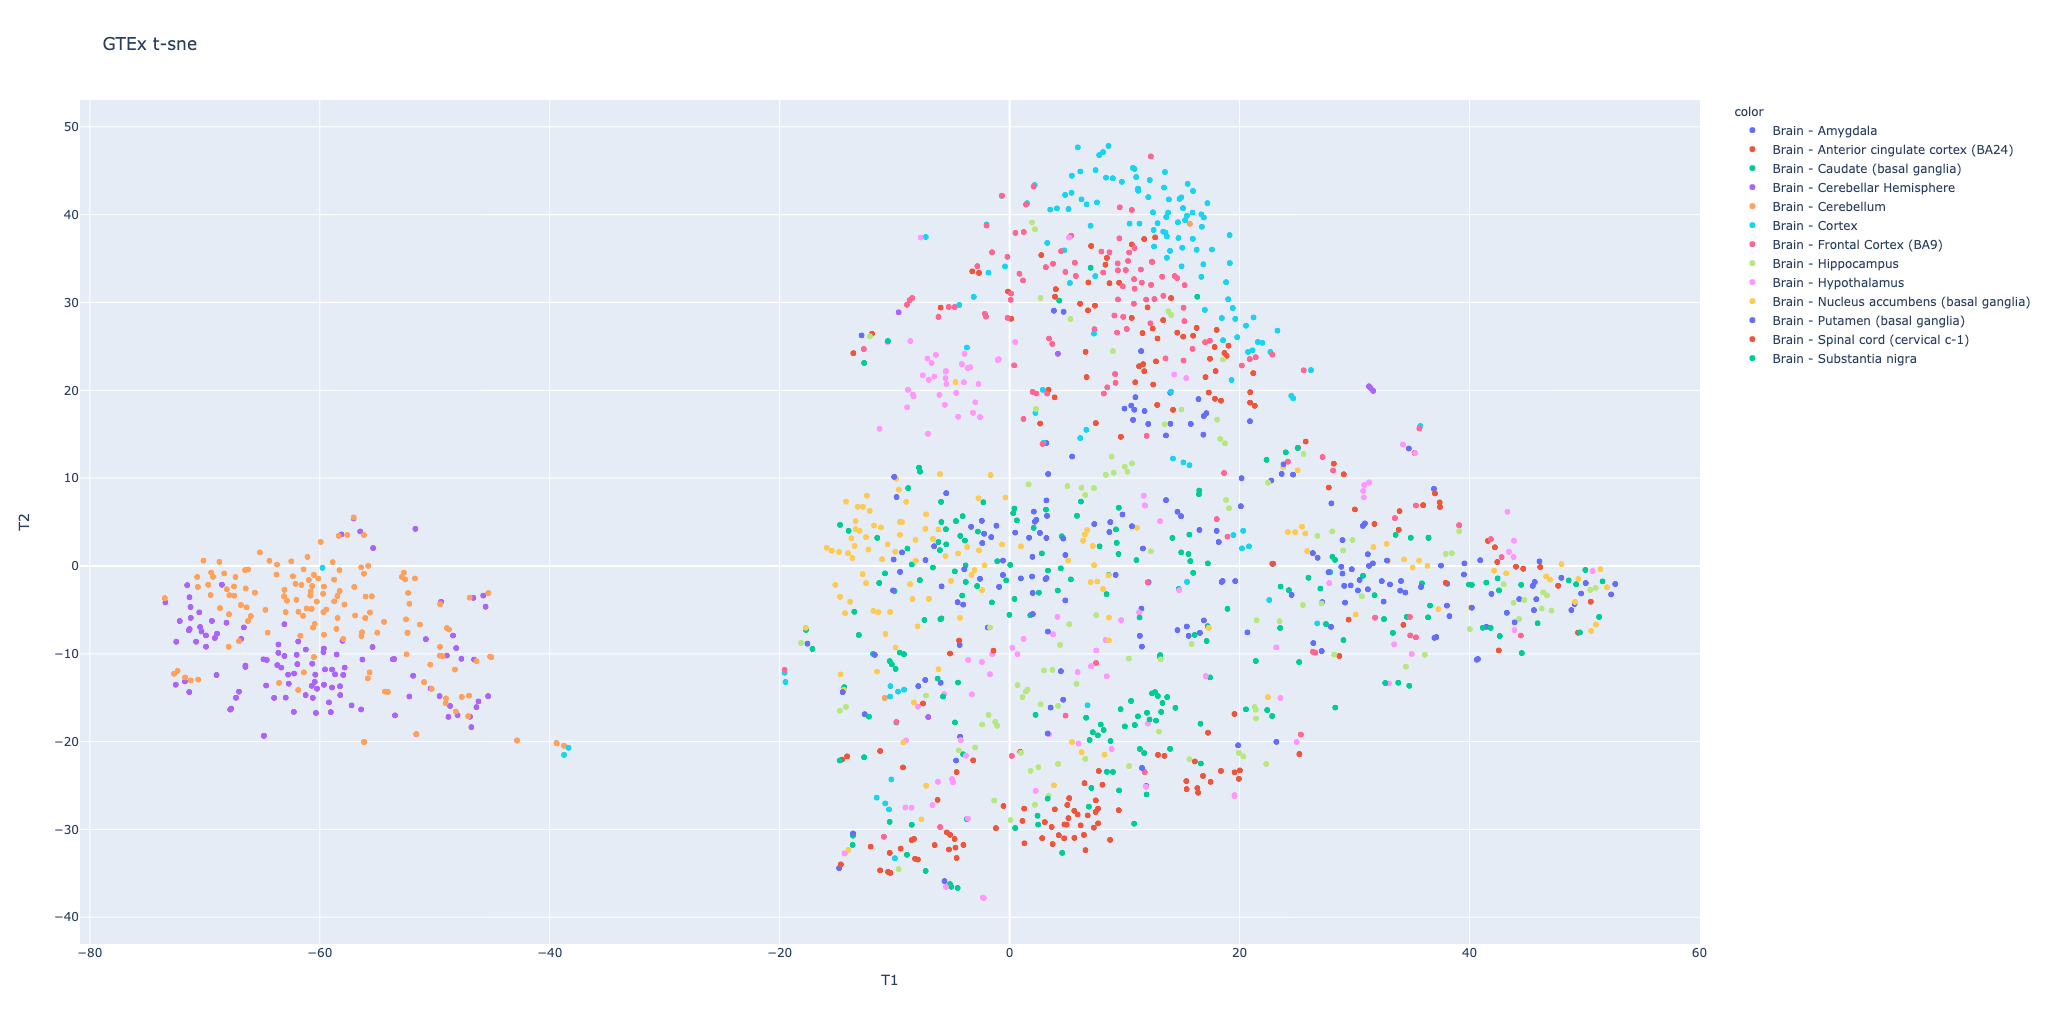 GTEx t-sne
color
Brain - Amygdala
Brain - Anterior cingulate cortex (BA24)
Brain - Caudate (basal ganglia)
Brain - Cerebellar Hemisphere
Brain - Cerebellum
Brain - Cortex
Brain - Frontal Cortex (BA9)
Brain - Hippocampus
Brain - Hypothalamus
Brain - Nucleus accumbens (basal ganglia)
Brain - Putamen (basal ganglia)
Brain - Spinal cord (cervical c-1)
Brain - Substantia nigra
50
40
30
20
10
0
−10
−20
−30
−40
T2
−80 −60 −40 −20 0 20 40 60
T1